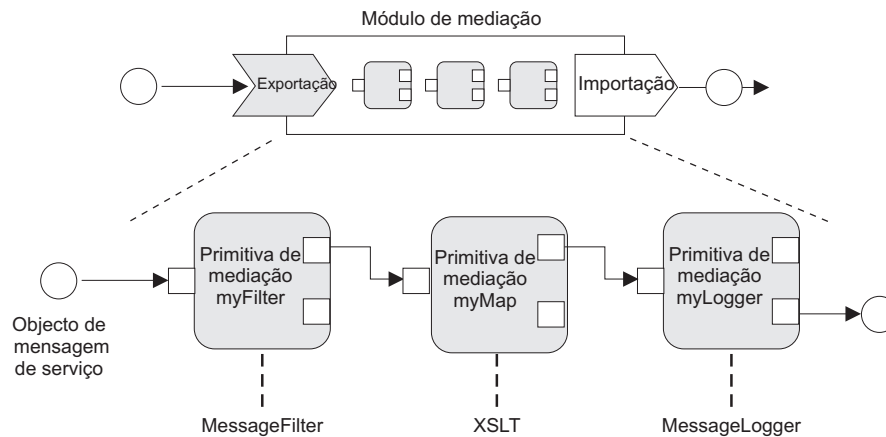 Módulo de mediação
Exportação
Importação
Primitiva de
mediação
myFilter
Primitiva de
mediação
myMap
Primitiva de
mediação
myLogger
Objecto de
mensagem
de serviço
MessageFilter
XSLT
MessageLogger